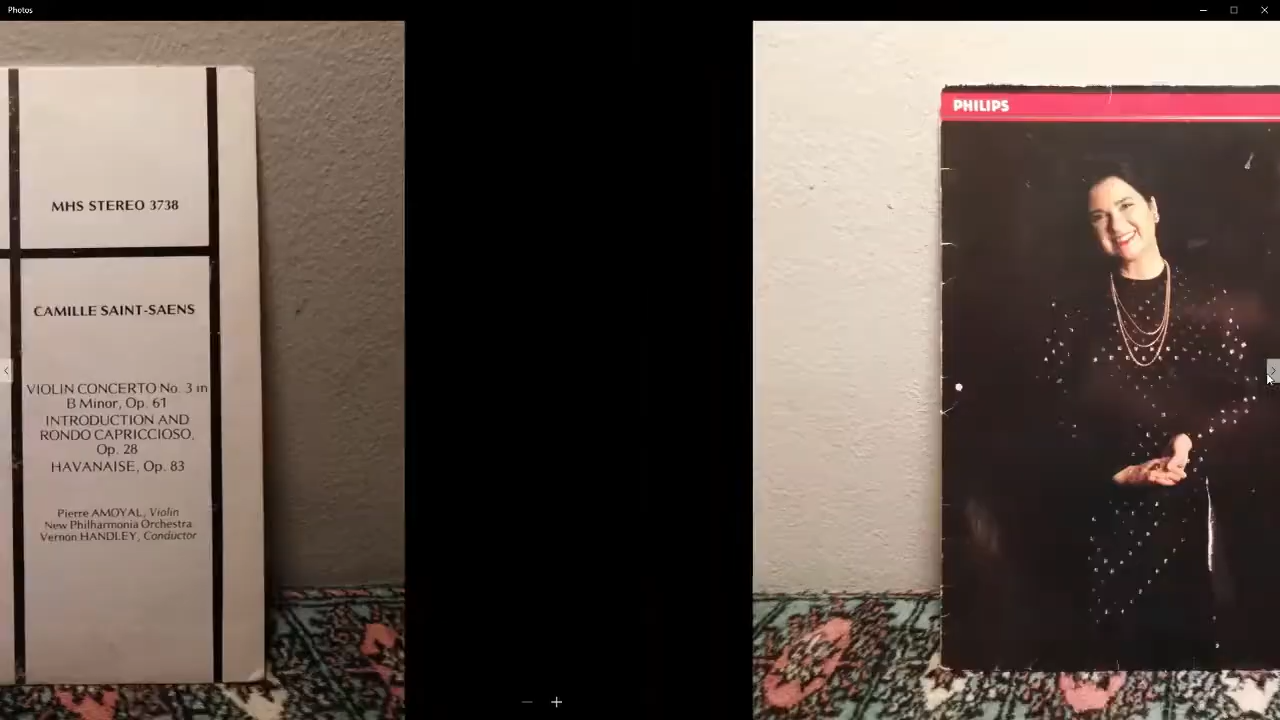 Photos
MHS STEREO 3738
CAMILLE SAINT-SAENS
VIOLIN CONCERTO No. 3 in
B Minor, Op. 61
INTRODUCTION AND
RONDO CAPRICCIOSO,
Op. 28
HAVANAISE, Op. 83
Pierre AMOYAL, Violin
New Philharmonia Orchestra
Vernon HANDLEY, Conductor
PHILIPS